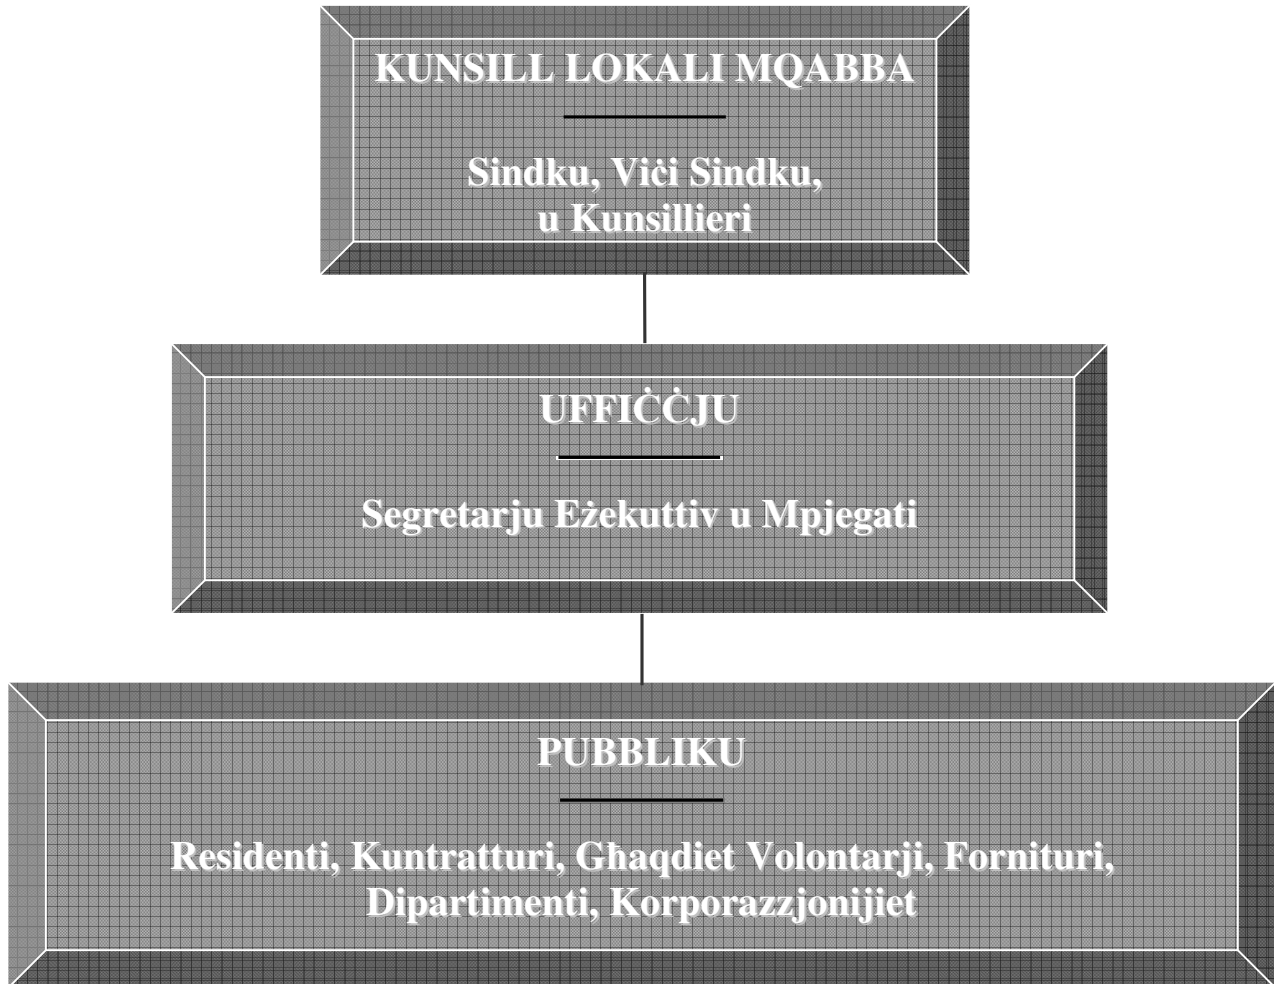 KUNSILL LOKALI MQABBA
Sindku, Viċi Sindku,
u Kunsillieri
UFFIĊĊJU
Segretarju Eżekuttiv u Mpjegati
PUBBLIKU
Residenti, Kuntratturi, Għaqdiet Volontarji, Fornituri,
Dipartimenti, Korporazzjonijiet